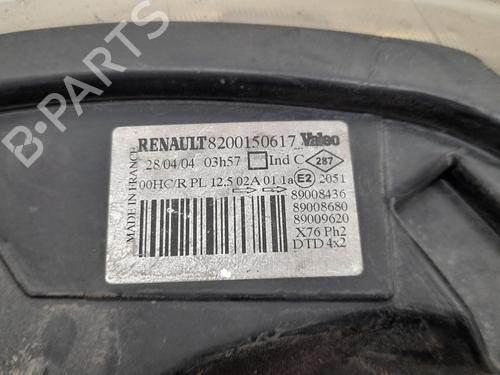 RENAULT 8200150617 Valeo
28/04/04 03h57 Ind C 287
00HC/R PL 12.5 02A 01 1a E2 2051
89008436
89008680
89009620
X76 Ph2
DTD 4x2
MADE IN FRANCE
B-PARTS